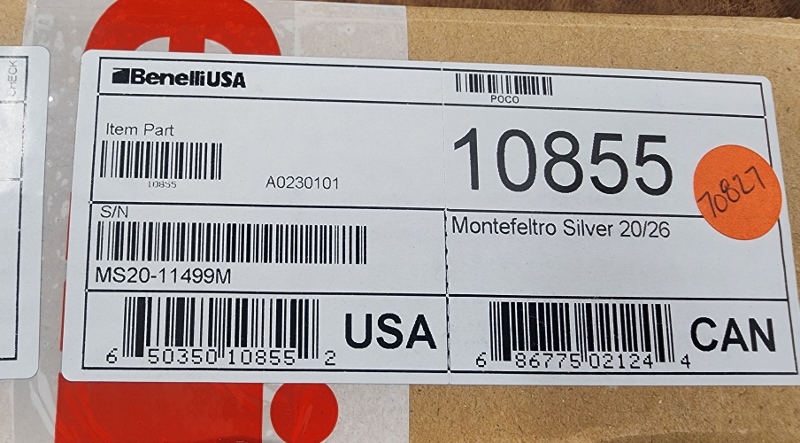 CHECK
BenelliUSA
POCO
Item Part
10855
A0230101
10855
70827
S/N
MS20-11499M
Montefeltro Silver 20/26
6 50350 10855 2
USA
6 86775 02124 4
CAN